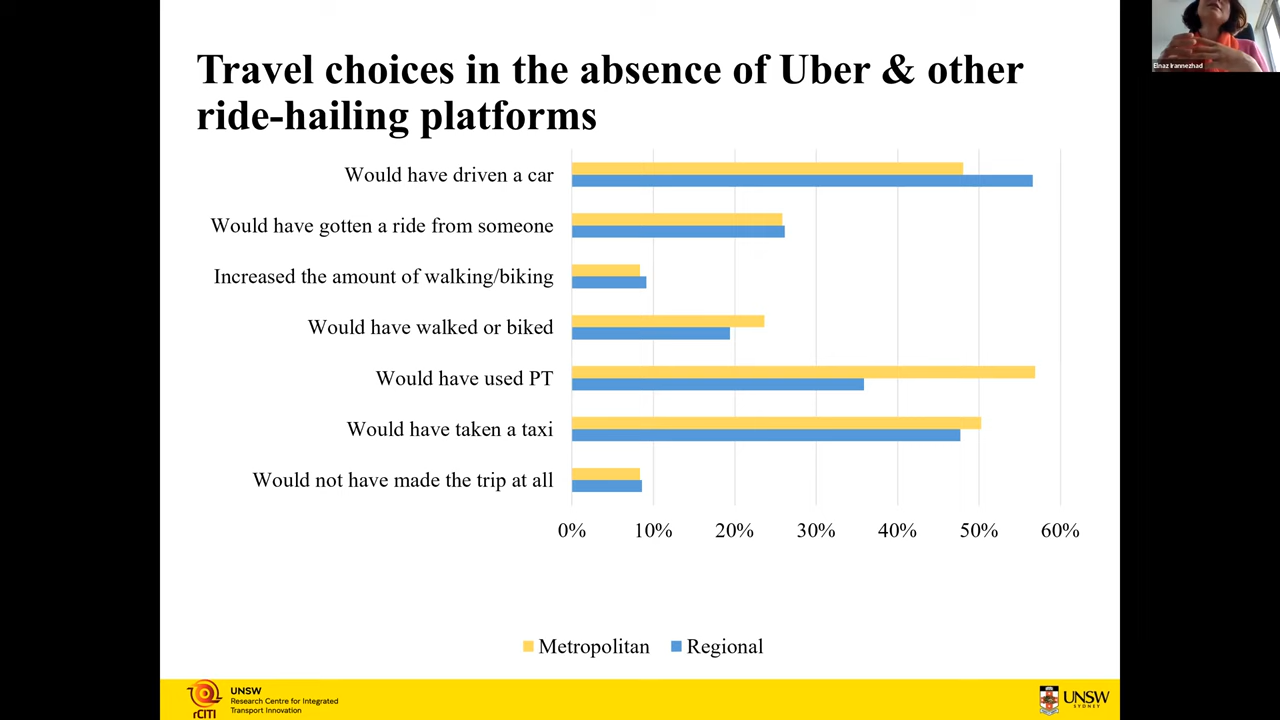 Travel choices in the absence of Uber & other
ride-hailing platforms
Elnaz Irannezhad
Would have driven a car
Would have gotten a ride from someone
Increased the amount of walking/biking
Would have walked or biked
Would have used PT
Would have taken a taxi
Would not have made the trip at all
0% 10% 20% 30% 40% 50% 60%
Metropolitan Regional
rCITI
UNSW
Research Centre for Integrated
Transport Innovation
UNSW
SYDNEY